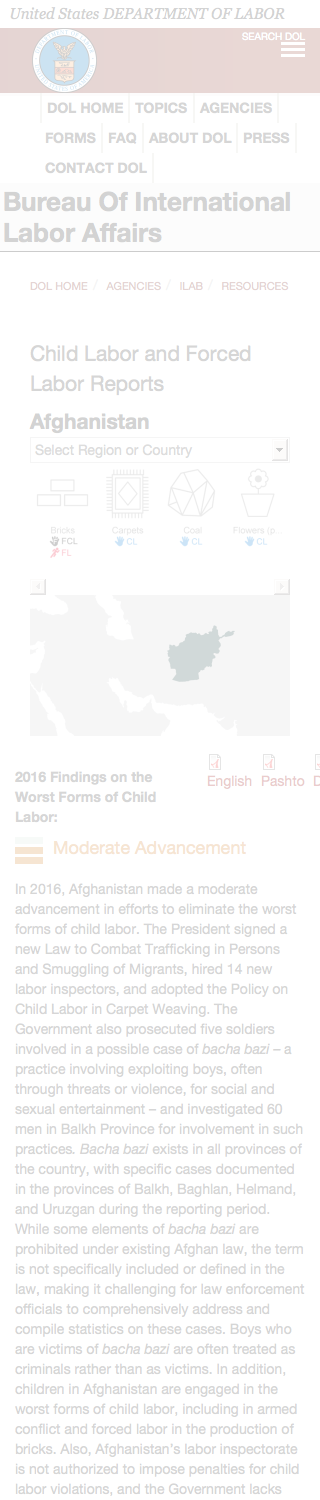 United States DEPARTMENT OF LABOR
SEARCH DOL
DOL HOME TOPICS AGENCIES
FORMS FAQ ABOUT DOL PRESS
CONTACT DOL
Bureau Of International
Labor Affairs
DOL HOME / AGENCIES / ILAB / RESOURCES
Child Labor and Forced
Labor Reports
Afghanistan
Select Region or Country
Bricks Carpets Coal Flowers (p
FCL CL CL CL
FL
English Pashto D
2016 Findings on the
Worst Forms of Child
Labor:
Moderate Advancement
In 2016, Afghanistan made a moderate
advancement in efforts to eliminate the worst
forms of child labor. The President signed a
new Law to Combat Trafficking in Persons
and Smuggling of Migrants, hired 14 new
labor inspectors, and adopted the Policy on
Child Labor in Carpet Weaving. The
Government also prosecuted five soldiers
involved in a possible case of bacha bazi – a
practice involving exploiting boys, often
through threats or violence, for social and
sexual entertainment – and investigated 60
men in Balkh Province for involvement in such
practices. Bacha bazi exists in all provinces of
the country, with specific cases documented
in the provinces of Balkh, Baghlan, Helmand,
and Uruzgan during the reporting period.
While some elements of bacha bazi are
prohibited under existing Afghan law, the term
is not specifically included or defined in the
law, making it challenging for law enforcement
officials to comprehensively address and
compile statistics on these cases. Boys who
are victims of bacha bazi are often treated as
criminals rather than as victims. In addition,
children in Afghanistan are engaged in the
worst forms of child labor, including in armed
conflict and forced labor in the production of
bricks. Also, Afghanistan's labor inspectorate
is not authorized to impose penalties for child
labor violations, and the Government lacks